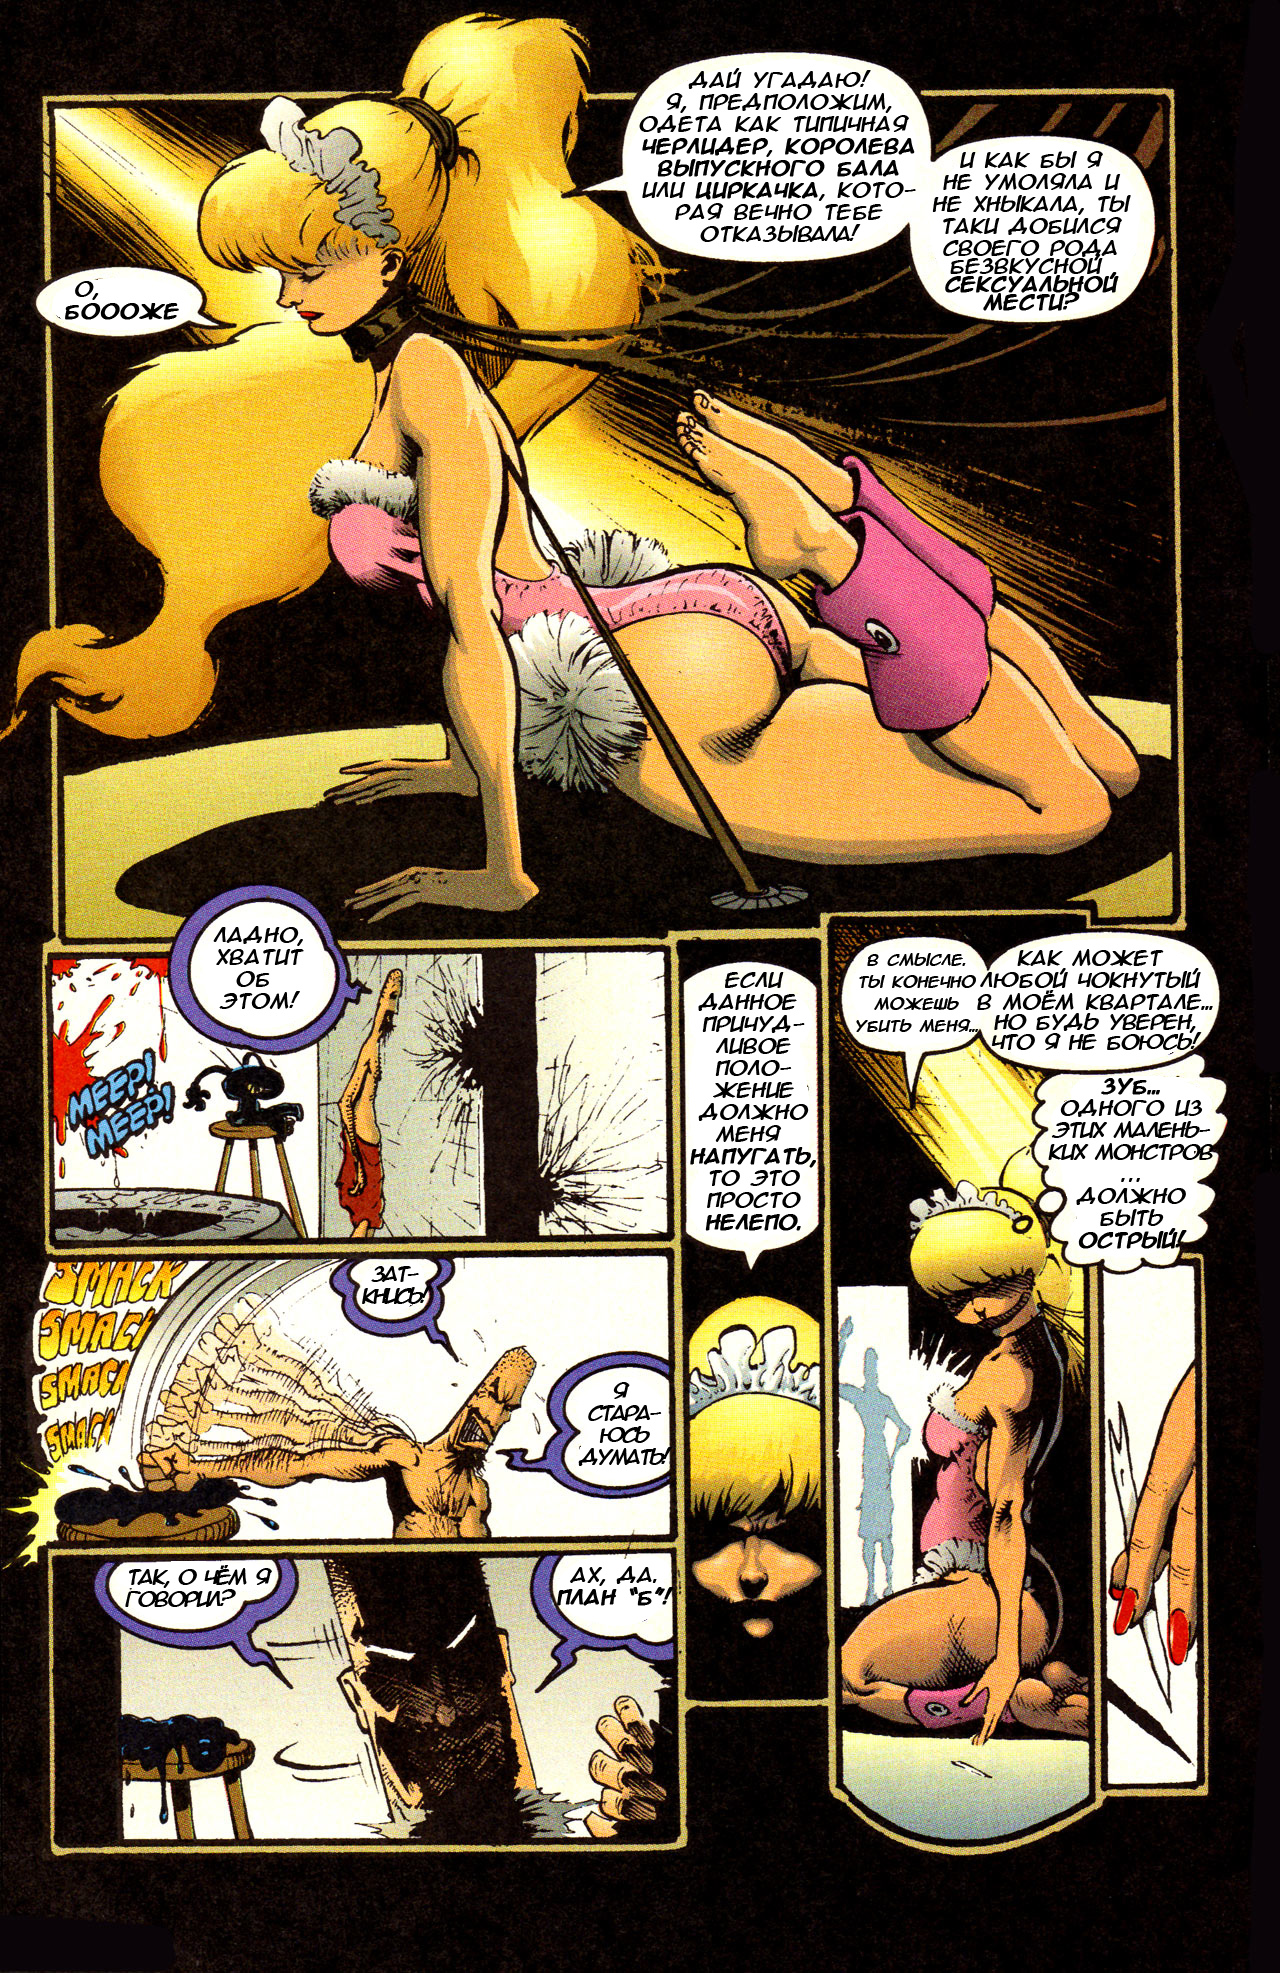 О,
БОООЖЕ
ДАЙ УГАДАЮ!
Я, ПРЕДПОЛОЖИМ,
ОДЕТА КАК ТИПИЧНАЯ
ЧЕРЛИДЕР, КОРОЛЕВА
ВЫПУСКНОГО БАЛА
ИЛИ ЦИРКАЧКА, КОТО-
РАЯ ВЕЧНО ТЕБЕ
ОТКАЗЫВАЛА!
И КАК БЫ Я
НЕ УМОЛЯЛА И
НЕ ХНЫКАЛА, ТЫ
ТАКИ ДОБИЛСЯ
СВОЕГО РОДА
БЕЗВКУСНОЙ
СЕКСУАЛЬНОЙ
МЕСТИ?
ЛАДНО,
ХВАТИТ
ОБ
ЭТОМ!
MEEP!
MEEP!
SMACK
SMACK
SMACK
SMACK
ЗАТ-
КНИСЬ!
Я
СТАРА-
ЮСЬ
ДУМАТЬ!
ТАК, О ЧЁМ Я
ГОВОРИЛ?
АХ, ДА.
ПЛАН "Б"!
ЕСЛИ
ДАННОЕ
ПРИЧУД-
ЛИВОЕ
ПОЛО-
ЖЕНИЕ
ДОЛЖНО
МЕНЯ
НАПУГАТЬ,
ТО ЭТО
ПРОСТО
НЕЛЕПО.
В СМЫСЛЕ.
ТЫ КОНЕЧНО
МОЖЕШЬ
УБИТЬ МЕНЯ...
КАК МОЖЕТ
ЛЮБОЙ ЧОКНУТЫЙ
В МОЁМ КВАРТАЛЕ...
НО БУДЬ УВЕРЕН,
ЧТО Я НЕ БОЮСЬ!
ЗУБ...
ОДНОГО ИЗ
ЭТИХ МАЛЕНЬ-
КИХ МОНСТРОВ
...
ДОЛЖНО
БЫТЬ
ОСТРЫЙ!